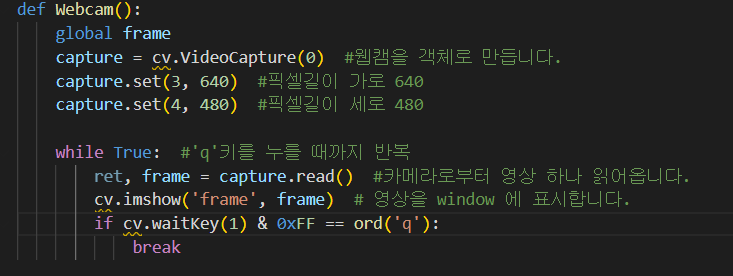 def Webcam():
    global frame
    capture = cv.VideoCapture(0)  #웹캠을 객체로 만듭니다.
    capture.set(3, 640)  #픽셀길이 가로 640
    capture.set(4, 480)  #픽셀길이 세로 480

    while True:  #'q'키를 누를 때까지 반복
        ret, frame = capture.read()  #카메라로부터 영상 하나 읽어옵니다.
        cv.imshow('frame', frame)  # 영상을 window 에 표시합니다.
        if cv.waitKey(1) & 0xFF == ord('q'):
            break